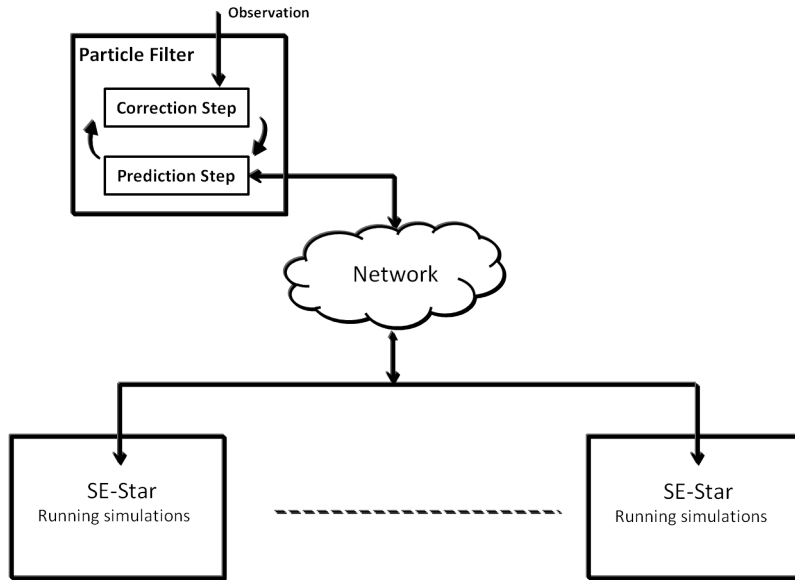 Observation
Particle Filter
Correction Step
Prediction Step
Network
SE-Star
Running simulations
SE-Star
Running simulations